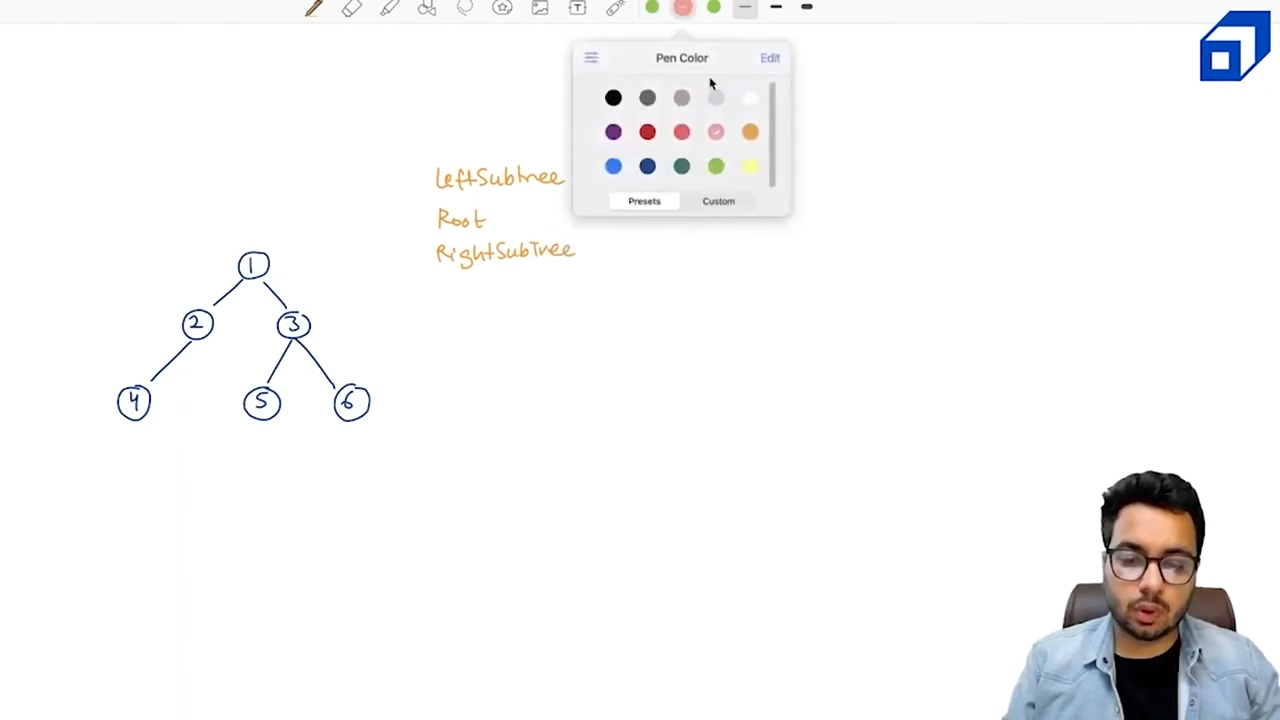 Pen Color
Edit
Presets
Custom
LeftSubtree
Root
RightSubTree
1
2
3
4
5
6